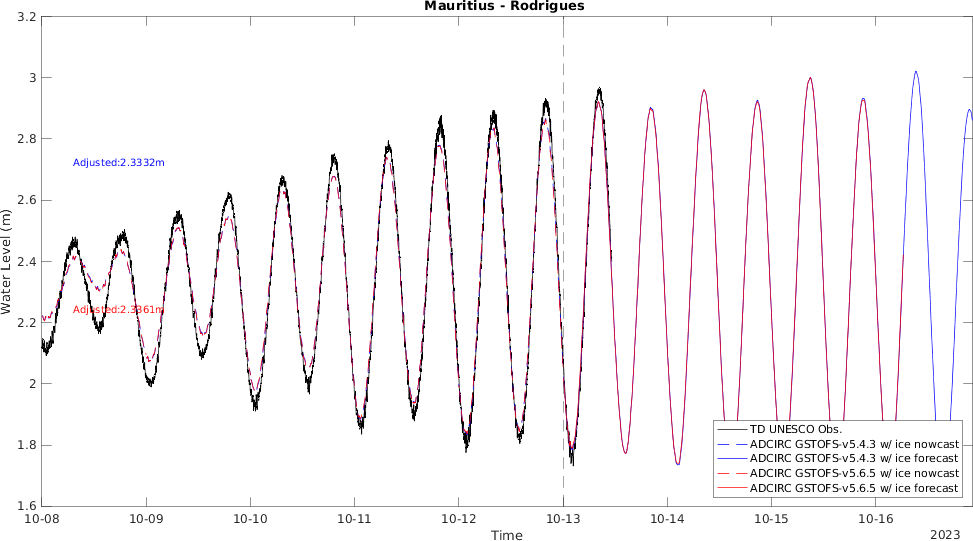 Mauritius - Rodrigues
3.2
3
2.8
2.6
2.4
2.2
2
1.8
1.6
Water Level (m)
Adjusted:2.3332m
Adjusted:2.3361m
TD UNESCO Obs.
ADCIRC GSTOFS-v5.4.3 w/ ice nowcast
ADCIRC GSTOFS-v5.4.3 w/ ice forecast
ADCIRC GSTOFS-v5.6.5 w/ ice nowcast
ADCIRC GSTOFS-v5.6.5 w/ ice forecast
10-08 10-09 10-10 10-11 10-12 10-13 10-14 10-15 10-16
Time
2023